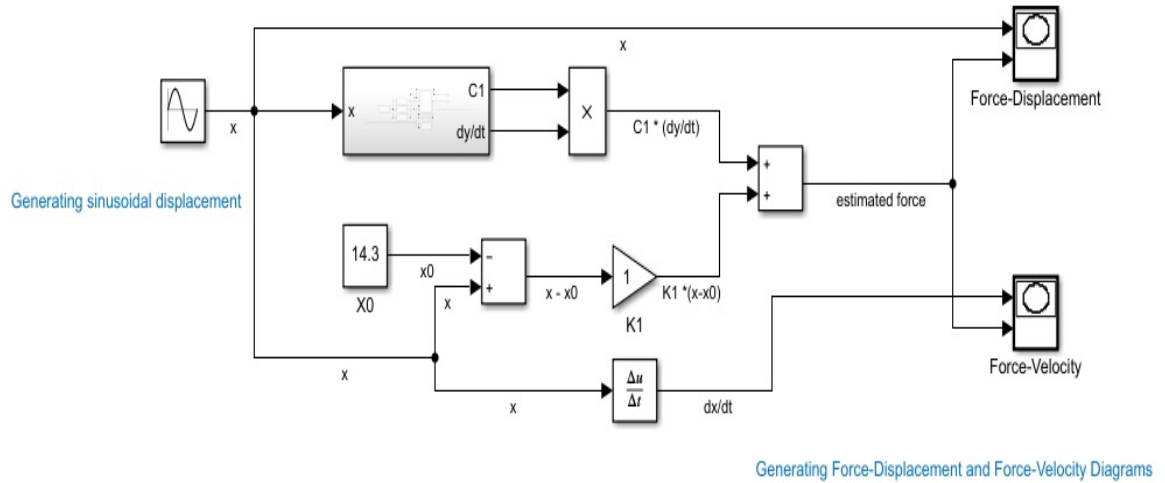 x
Force-Displacement
x
x
C1
dy/dt
X
C1 * (dy/dt)
+
+
estimated force
Generating sinusoidal displacement
14.3
X0
x0
−
+
x
x - x0
1
K1
K1 *(x-x0)
Force-Velocity
x
x
Δu
Δt
dx/dt
Generating Force-Displacement and Force-Velocity Diagrams